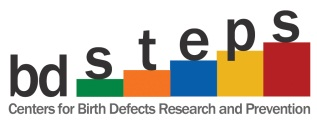 bd steps
Centers for Birth Defects Research and Prevention